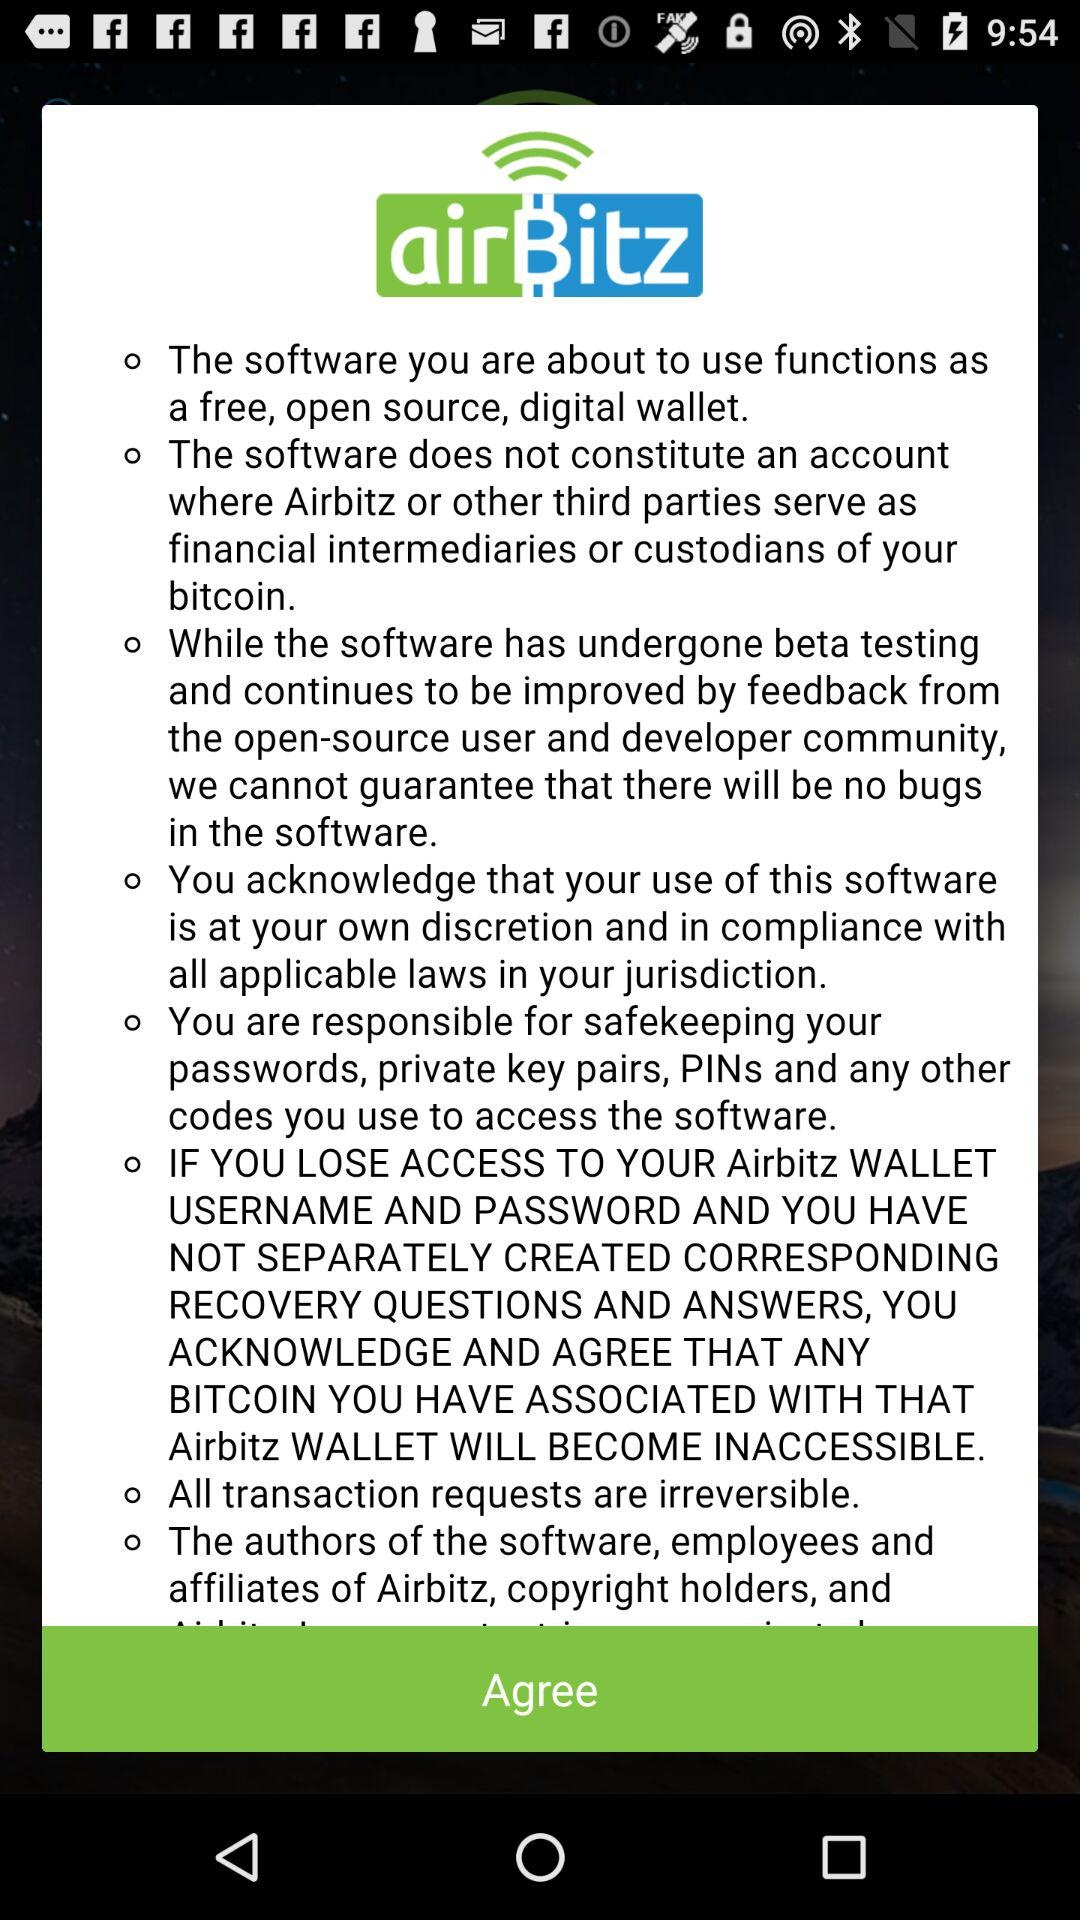 FAKE
9:54
airBitz
The software you are about to use functions as
a free, open source, digital wallet.
The software does not constitute an account
where Airbitz or other third parties serve as
financial intermediaries or custodians of your
bitcoin.
While the software has undergone beta testing
and continues to be improved by feedback from
the open-source user and developer community,
we cannot guarantee that there will be no bugs
in the software.
You acknowledge that your use of this software
is at your own discretion and in compliance with
all applicable laws in your jurisdiction.
You are responsible for safekeeping your
passwords, private key pairs, PINs and any other
codes you use to access the software.
IF YOU LOSE ACCESS TO YOUR Airbitz WALLET
USERNAME AND PASSWORD AND YOU HAVE
NOT SEPARATELY CREATED CORRESPONDING
RECOVERY QUESTIONS AND ANSWERS, YOU
ACKNOWLEDGE AND AGREE THAT ANY
BITCOIN YOU HAVE ASSOCIATED WITH THAT
Airbitz WALLET WILL BECOME INACCESSIBLE.
All transaction requests are irreversible.
The authors of the software, employees and
affiliates of Airbitz, copyright holders, and
Agree